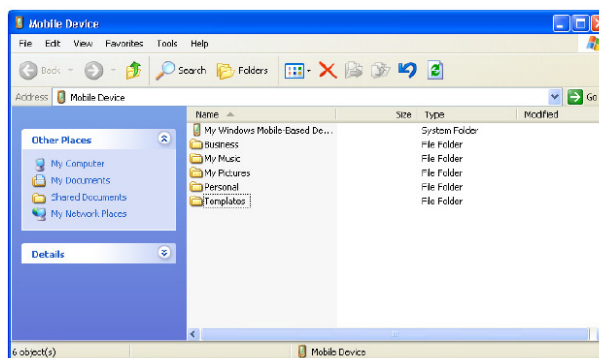 Mobile Device
File Edit View Favorites Tools Help
Back Search Folders
Address Mobile Device Go
Name Size Type Modified
Other Places
My Computer
My Documents
Shared Documents
My Network Places
Details
My Windows Mobile-Based De... System Folder
Business File Folder
My Music File Folder
My Pictures File Folder
Personal File Folder
Templates File Folder
6 object(s) Mobile Device